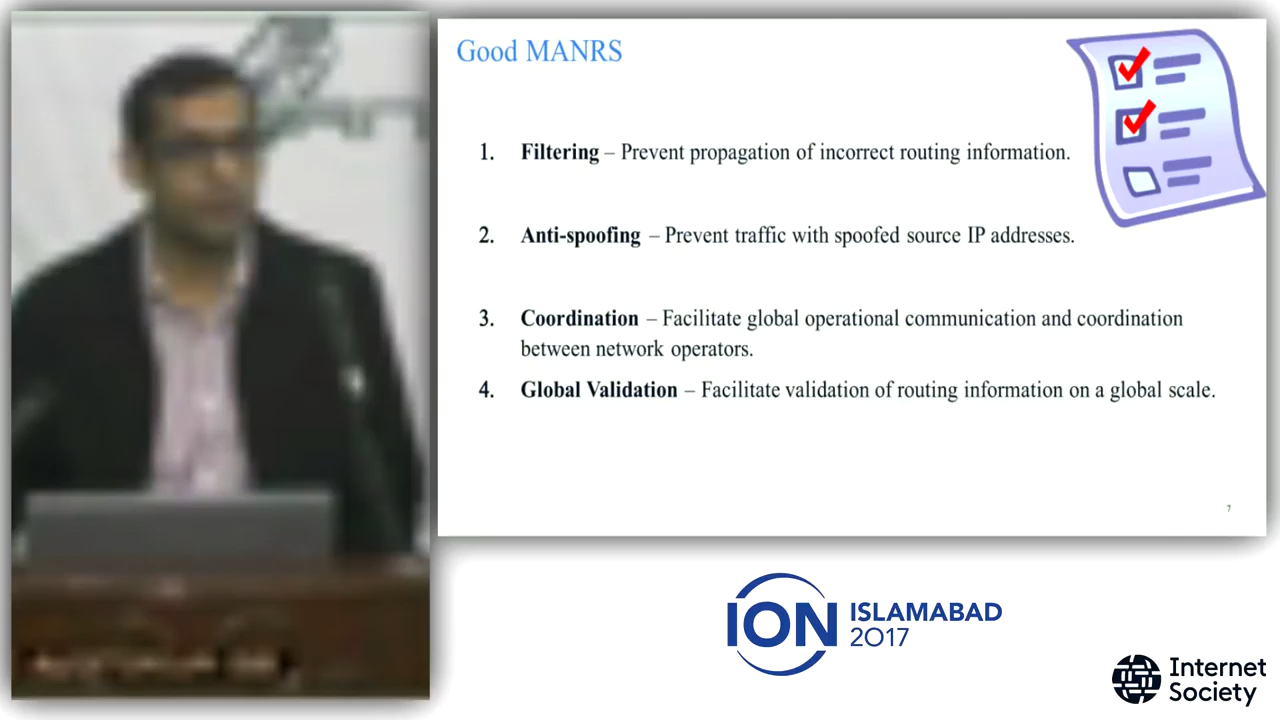 Good MANRS
1. Filtering – Prevent propagation of incorrect routing information.
2. Anti-spoofing – Prevent traffic with spoofed source IP addresses.
3. Coordination – Facilitate global operational communication and coordination
between network operators.
4. Global Validation – Facilitate validation of routing information on a global scale.
7
ION ISLAMABAD
2017
Internet
Society